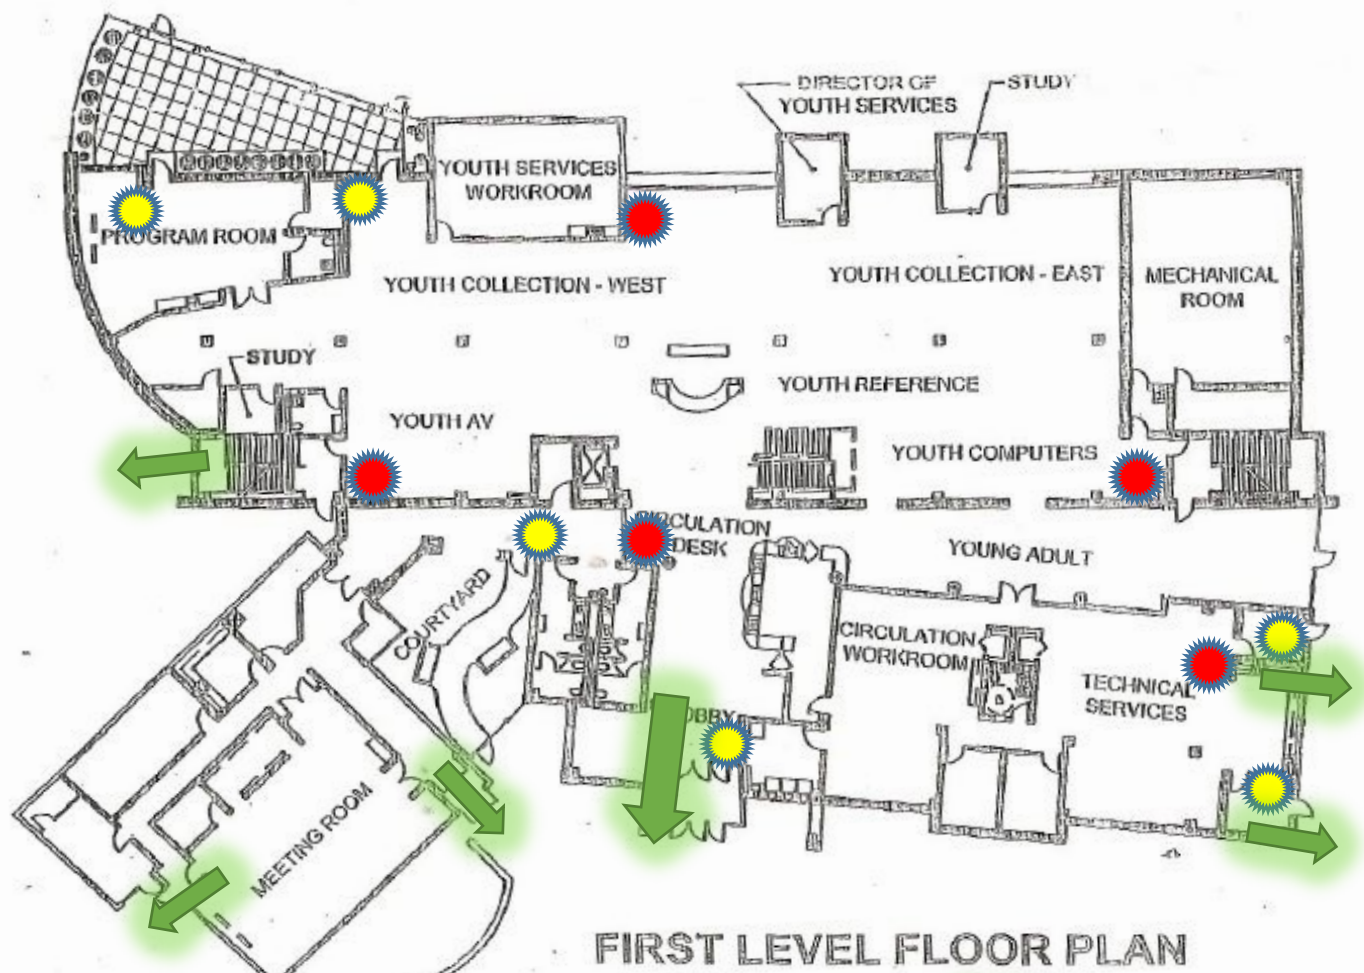 DIRECTOR OF
YOUTH SERVICES
STUDY
YOUTH SERVICES
WORKROOM
PROGRAM ROOM
YOUTH COLLECTION - WEST
YOUTH COLLECTION - EAST
MECHANICAL
ROOM
STUDY
YOUTH REFERENCE
YOUTH AV
YOUTH COMPUTERS
CIRCULATION
DESK
YOUNG ADULT
COURTYARD
CIRCULATION
WORKROOM
TECHNICAL
SERVICES
LOBBY
MEETING ROOM
FIRST LEVEL FLOOR PLAN